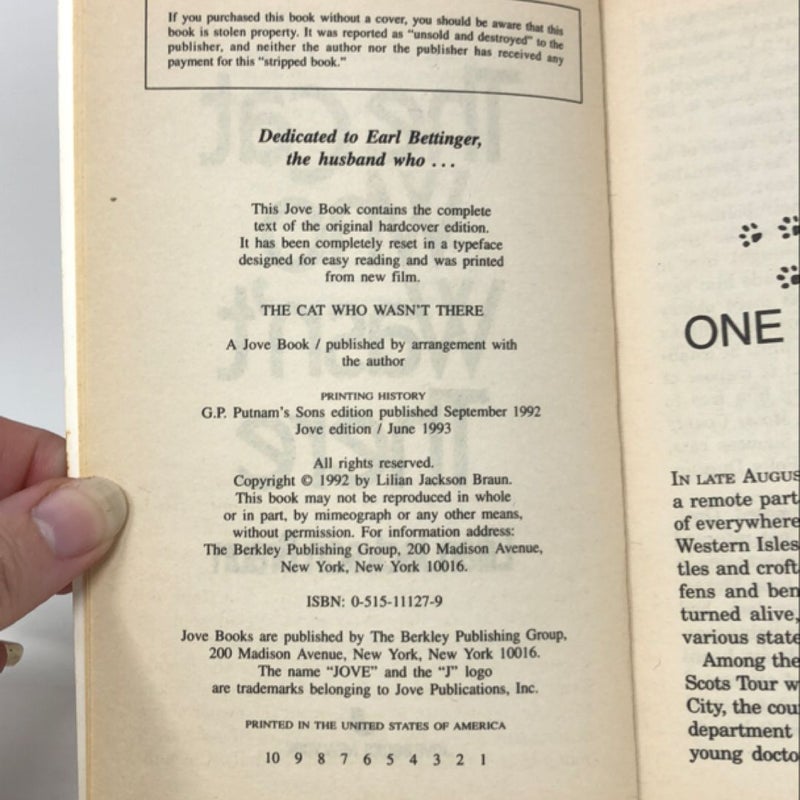 If you purchased this book without a cover, you should be aware that this
book is stolen property. It was reported as "unsold and destroyed" to the
publisher, and neither the author nor the publisher has received any
payment for this "stripped book."
Dedicated to Earl Bettinger,
the husband who . . .
This Jove Book contains the complete
text of the original hardcover edition.
It has been completely reset in a typeface
designed for easy reading and was printed
from new film.
THE CAT WHO WASN'T THERE
A Jove Book / published by arrangement with
the author
PRINTING HISTORY
G.P. Putnam's Sons edition published September 1992
Jove edition / June 1993
All rights reserved.
Copyright © 1992 by Lilian Jackson Braun.
This book may not be reproduced in whole
or in part, by mimeograph or any other means,
without permission. For information address:
The Berkley Publishing Group, 200 Madison Avenue,
New York, New York 10016.
ISBN: 0-515-11127-9
Jove Books are published by The Berkley Publishing Group,
200 Madison Avenue, New York, New York 10016.
The name "JOVE" and the "J" logo
are trademarks belonging to Jove Publications, Inc.
PRINTED IN THE UNITED STATES OF AMERICA
10 9 8 7 6 5 4 3 2 1
ONE
IN LATE AUGUS
a remote part
of everywhere
Western Isles
tles and croft
fens and ben
turned alive,
various state
Among the
Scots Tour w
City, the cou
department
young docto